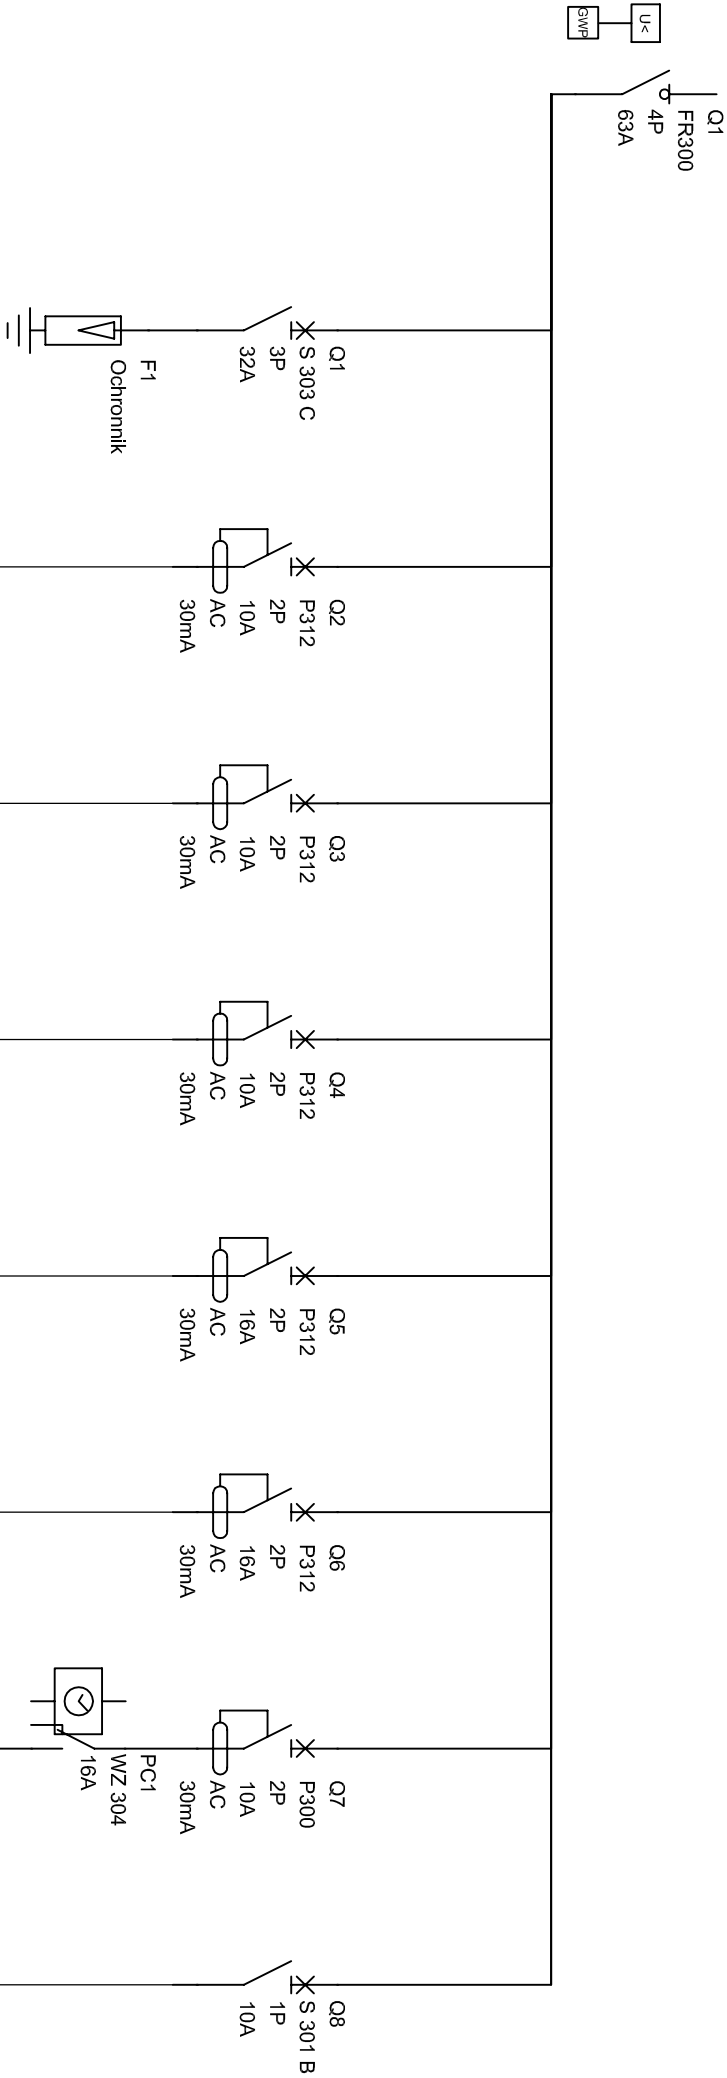 U<
GWP
Q1
FR300
4P
63A
Q1
S 303 C
3P
32A
F1
Ochronnik
Q2
P312
2P
10A
AC
30mA
Q3
P312
2P
10A
AC
30mA
Q4
P312
2P
10A
AC
30mA
Q5
P312
2P
16A
AC
30mA
Q6
P312
2P
16A
AC
30mA
Q7
P300
2P
10A
AC
30mA
PC1
WZ 304
16A
Q8
S 301 B
1P
10A